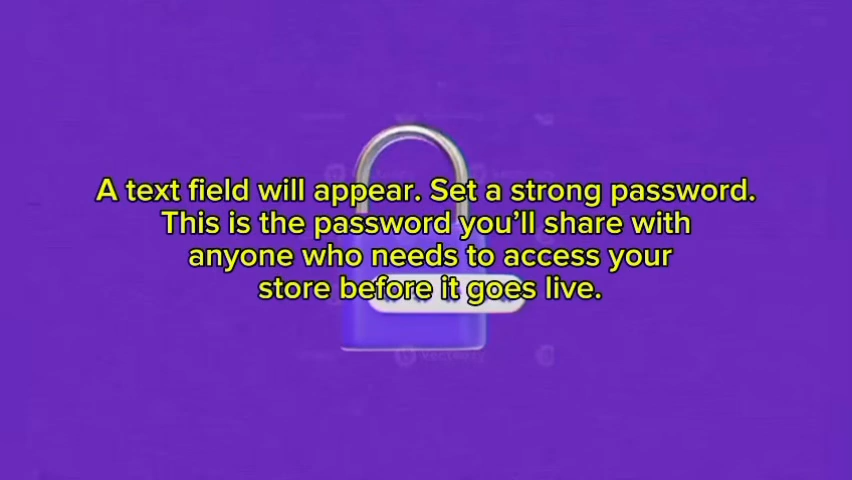 A text field will appear. Set a strong password.
This is the password you’ll share with
anyone who needs to access your
store before it goes live.